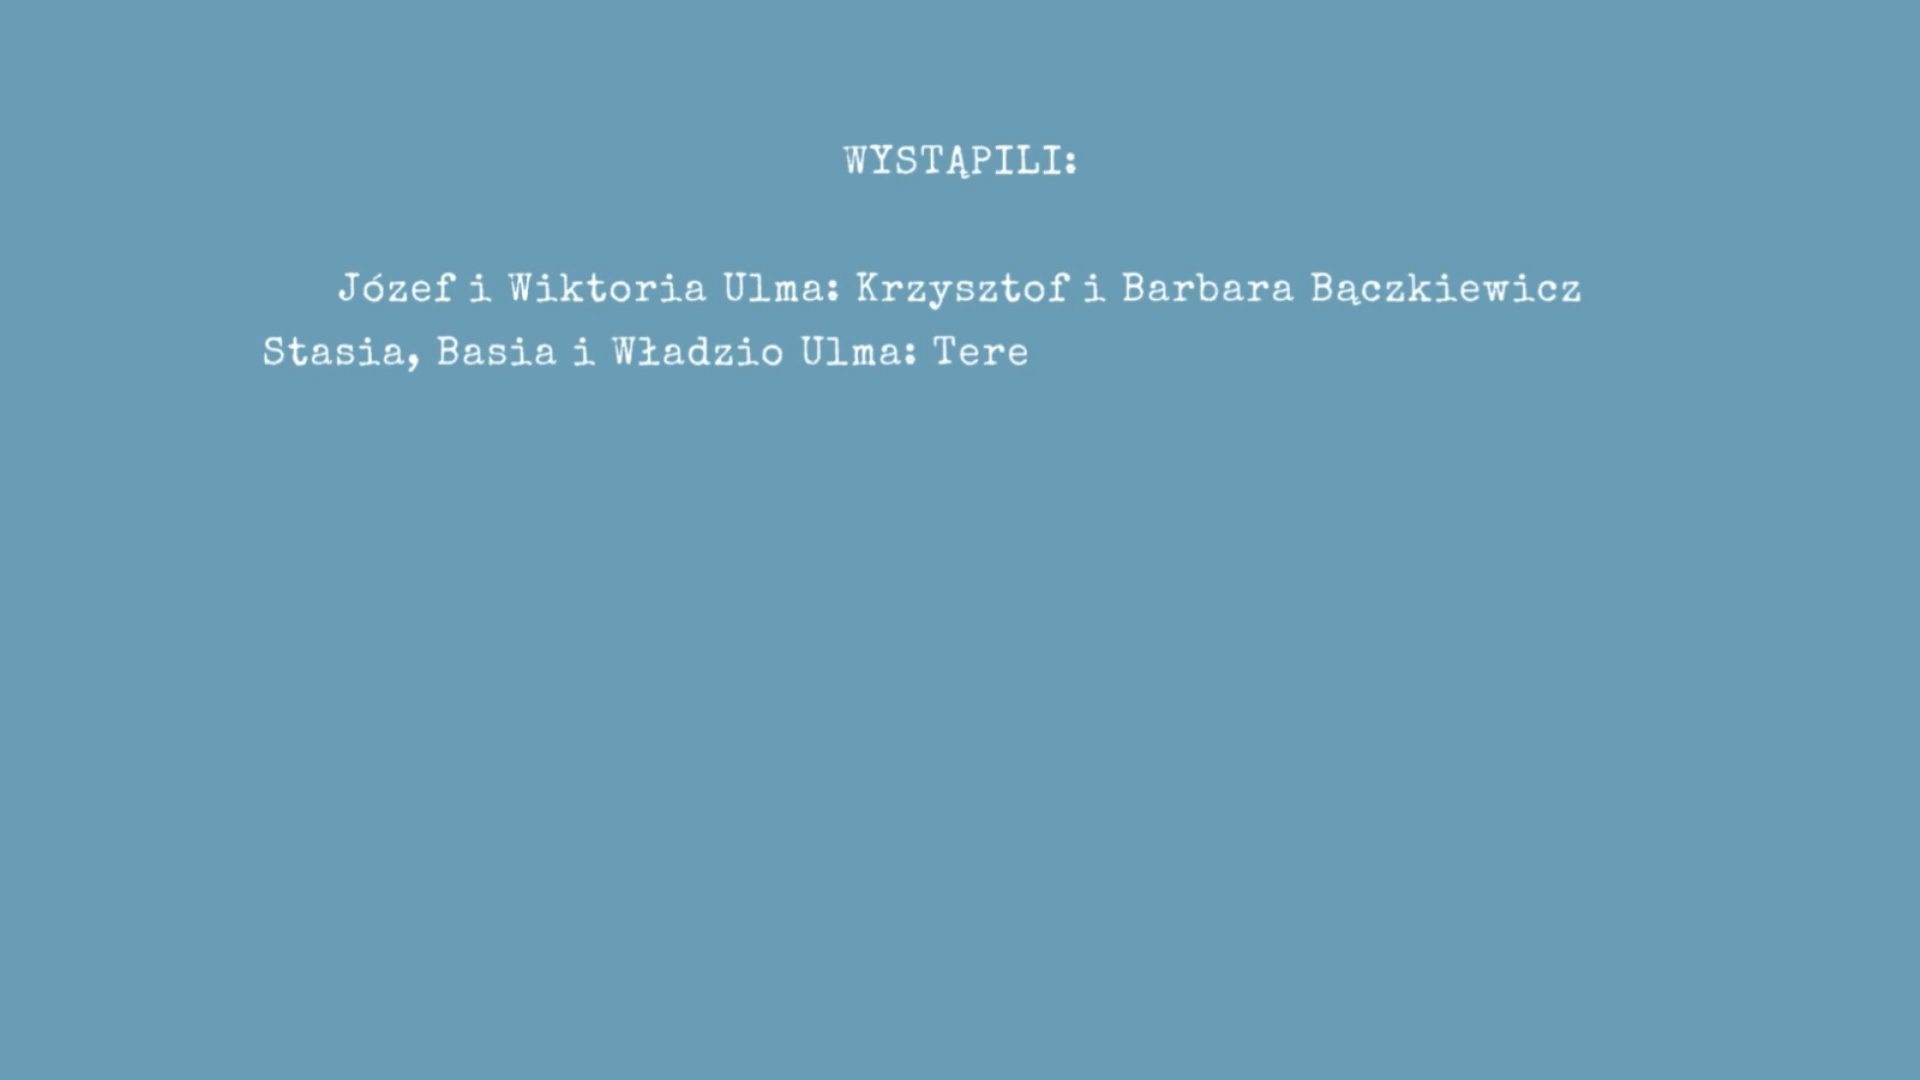 WYSTĄPILI:
Józef i Wiktoria Ulma: Krzysztof i Barbara Bączkiewicz
Stasia, Basia i Władzio Ulma: Tere